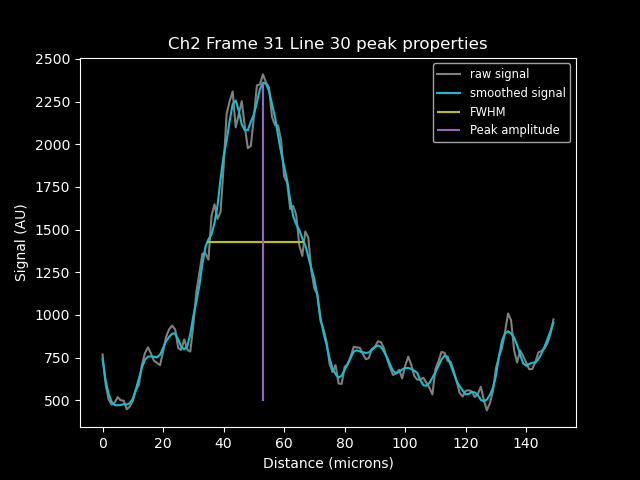 Ch2 Frame 31 Line 30 peak properties
raw signal
smoothed signal
FWHM
Peak amplitude
Signal (AU)
2500
2250
2000
1750
1500
1250
1000
750
500
0 20 40 60 80 100 120 140
Distance (microns)